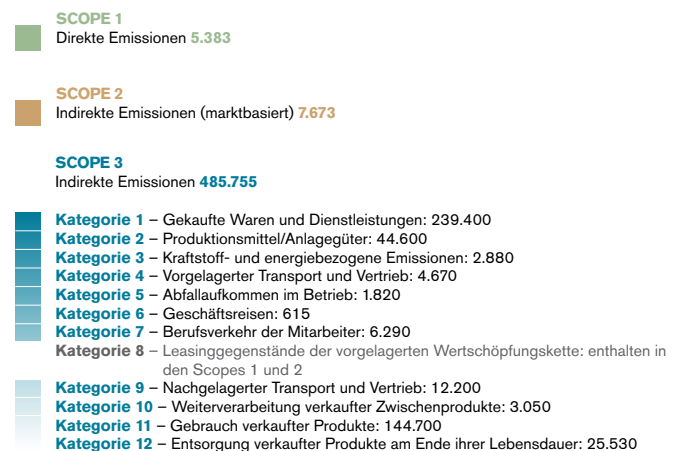 SCOPE 1
Direkte Emissionen 5.383
SCOPE 2
Indirekte Emissionen (marktbasiert) 7.673
SCOPE 3
Indirekte Emissionen 485.755
Kategorie 1 – Gekaufte Waren und Dienstleistungen: 239.400
Kategorie 2 – Produktionsmittel/Anlagegüter: 44.600
Kategorie 3 – Kraftstoff- und energiebezogene Emissionen: 2.880
Kategorie 4 – Vorgelagerter Transport und Vertrieb: 4.670
Kategorie 5 – Abfallaufkommen im Betrieb: 1.820
Kategorie 6 – Geschäftsreisen: 615
Kategorie 7 – Berufsverkehr der Mitarbeiter: 6.290
Kategorie 8 – Leasinggegenstände der vorgelagerten Wertschöpfungskette: enthalten in
den Scopes 1 und 2
Kategorie 9 – Nachgelagerter Transport und Vertrieb: 12.200
Kategorie 10 – Weiterverarbeitung verkaufter Zwischenprodukte: 3.050
Kategorie 11 – Gebrauch verkaufter Produkte: 144.700
Kategorie 12 – Entsorgung verkaufter Produkte am Ende ihrer Lebensdauer: 25.530